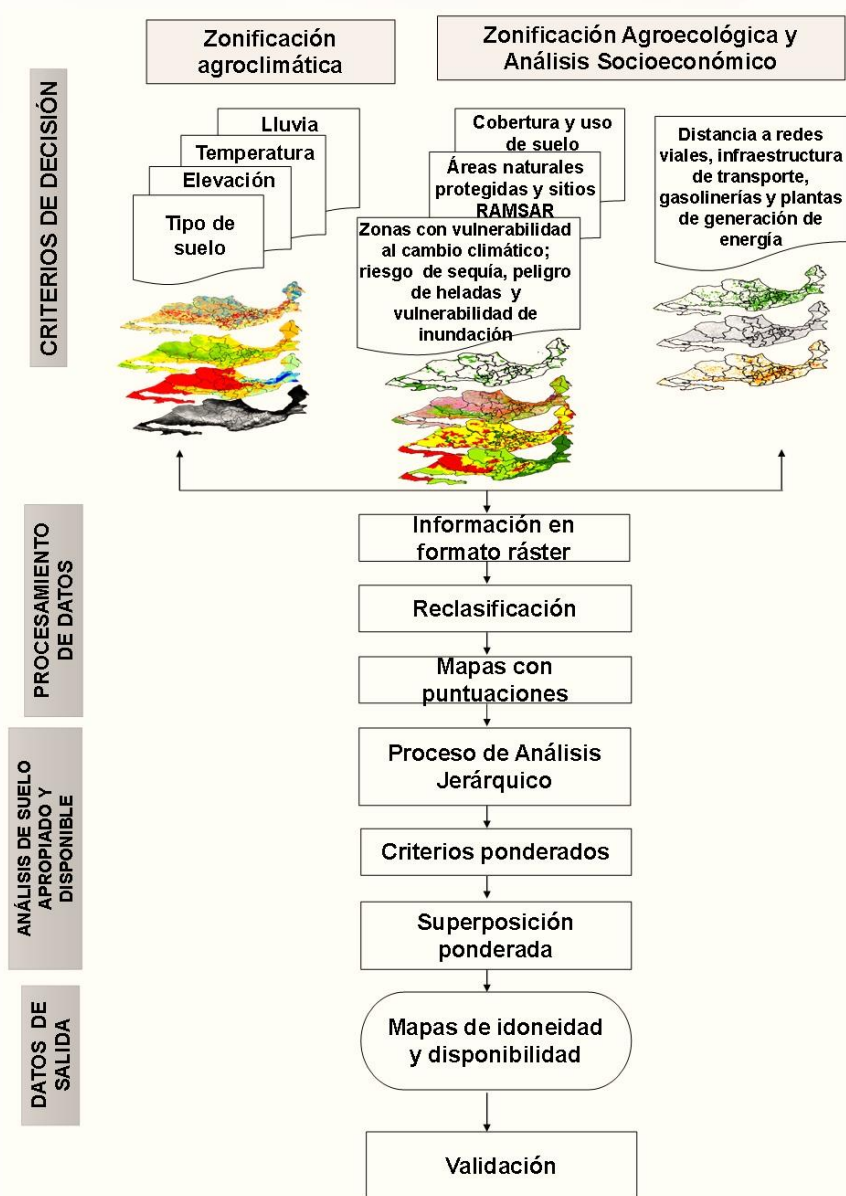 Zonificación
agroclimática
Zonificación Agroecológica y
Análisis Socioeconómico
CRITERIOS DE DECISIÓN
Lluvia
Temperatura
Elevación
Tipo de
suelo
Cobertura y uso
de suelo
Áreas naturales
protegidas y sitios
RAMSAR
Zonas con vulnerabilidad
al cambio climático;
riesgo de sequía, peligro
de heladas y
vulnerabilidad de
inundación
Distancia a redes
viales, infraestructura
de transporte,
gasolinerías y plantas
de generación de
energía
PROCESAMIENTO
DE DATOS
Información en
formato ráster
Reclasificación
Mapas con
puntuaciones
ANÁLISIS DE SUELO
APROPIADO Y
DISPONIBLE
Proceso de Análisis
Jerárquico
Criterios ponderados
Superposición
ponderada
DATOS DE
SALIDA
Mapas de idoneidad
y disponibilidad
Validación